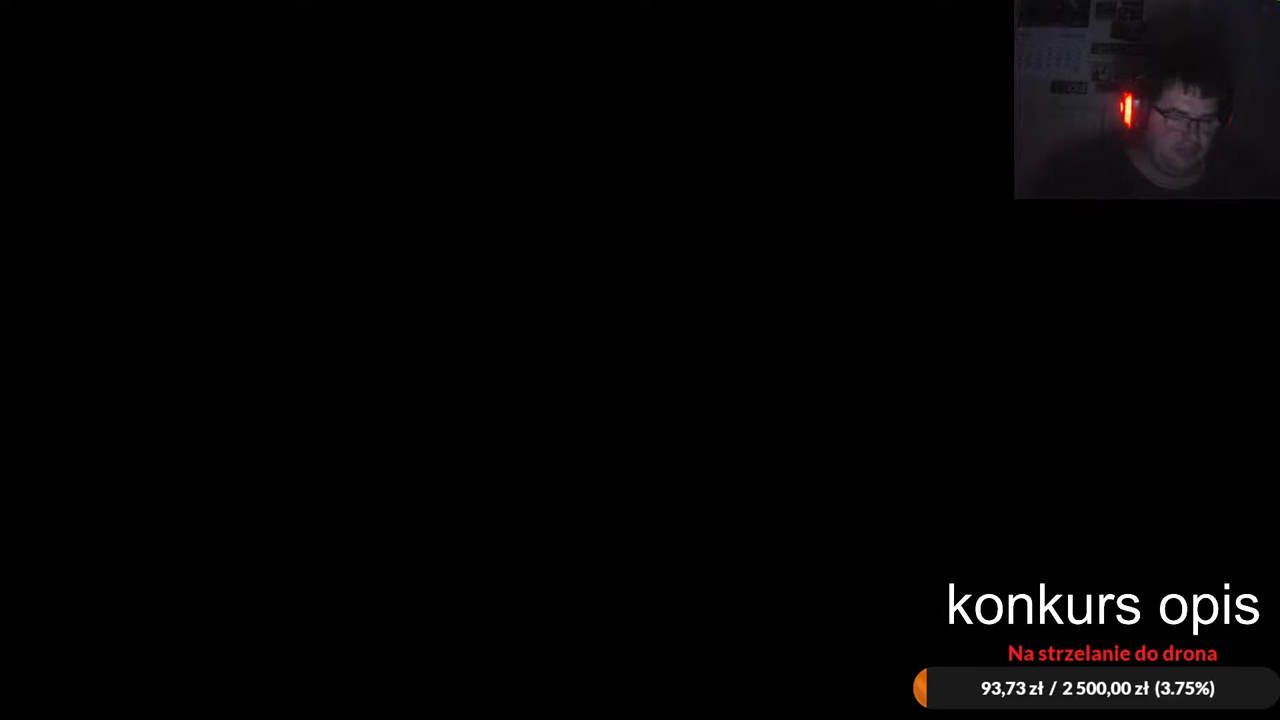 konkurs opis
Na strzelanie do drona
93,73 zł / 2 500,00 zł (3.75%)